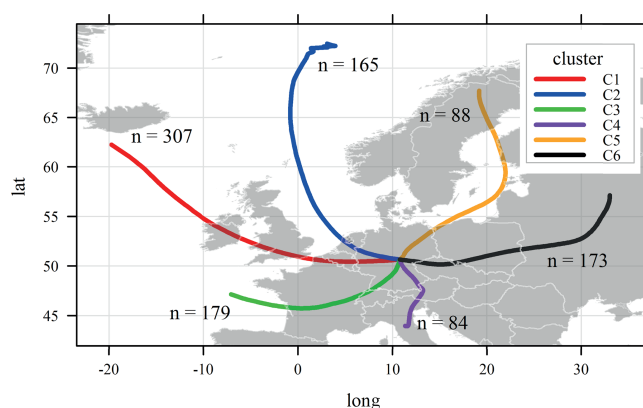 n = 165
n = 307
n = 88
n = 179
n = 84
n = 173
cluster
C1
C2
C3
C4
C5
C6
lat
70
65
60
55
50
45
-20
-10
0
10
20
30
long